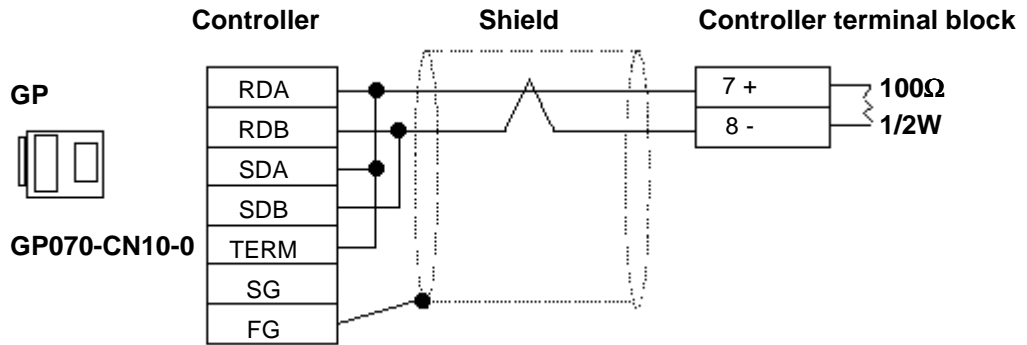 Controller Shield Controller terminal block
GP
RDA
RDB
SDA
SDB
TERM
SG
FG
GP070-CN10-0
7 +
8 -
100Ω
1/2W